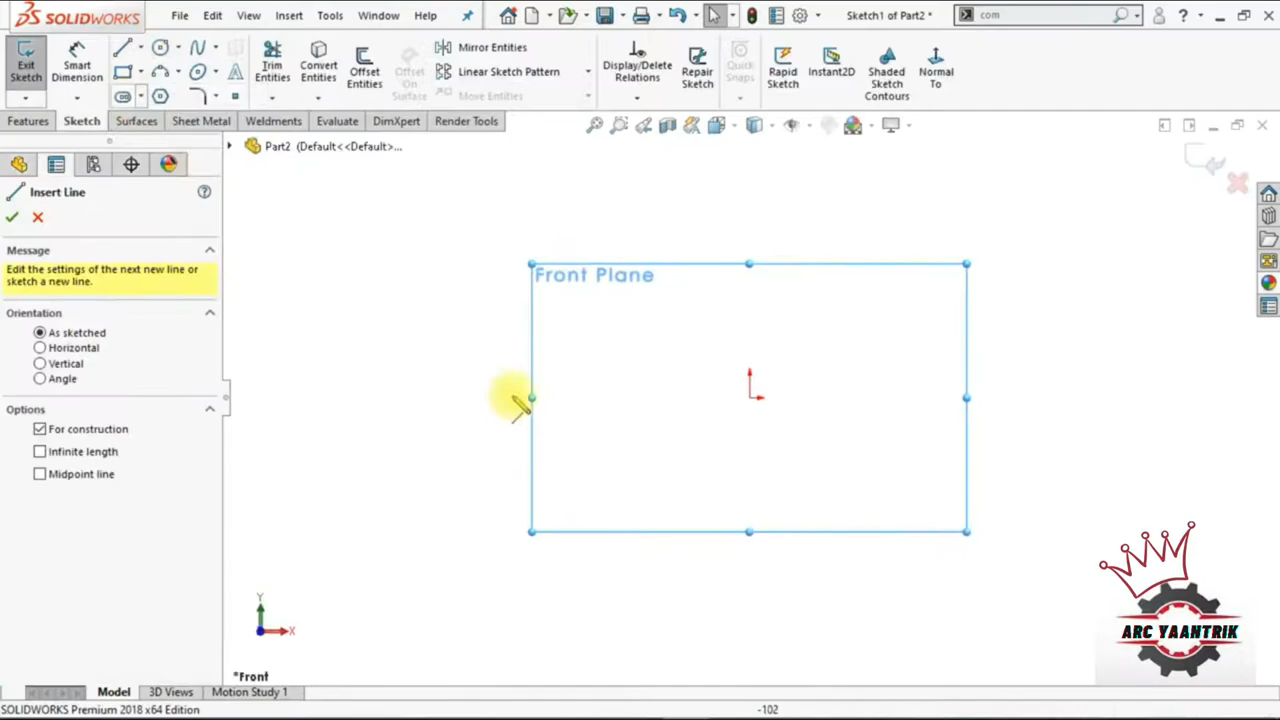 SOLIDWORKS
File Edit View Insert Tools Window Help
Sketch1 of Part2 *
com
Exit Sketch
Smart Dimension
Trim Entities
Convert Entities
Offset Entities
Offset On Surface
Mirror Entities
Linear Sketch Pattern
Move Entities
Display/Delete Relations
Repair Sketch
Quick Snaps
Rapid Sketch
Instant2D
Shaded Sketch Contours
Normal To
Features Sketch Surfaces Sheet Metal Weldments Evaluate DimXpert Render Tools
Part2 (Default<<Default>...
Insert Line
Message
Edit the settings of the next new line or
sketch a new line.
Orientation
As sketched
Horizontal
Vertical
Angle
Options
For construction
Infinite length
Midpoint line
Front Plane
Y
X
*Front
ARC YAANTRIK
Model 3D Views Motion Study 1
SOLIDWORKS Premium 2018 x64 Edition
-102